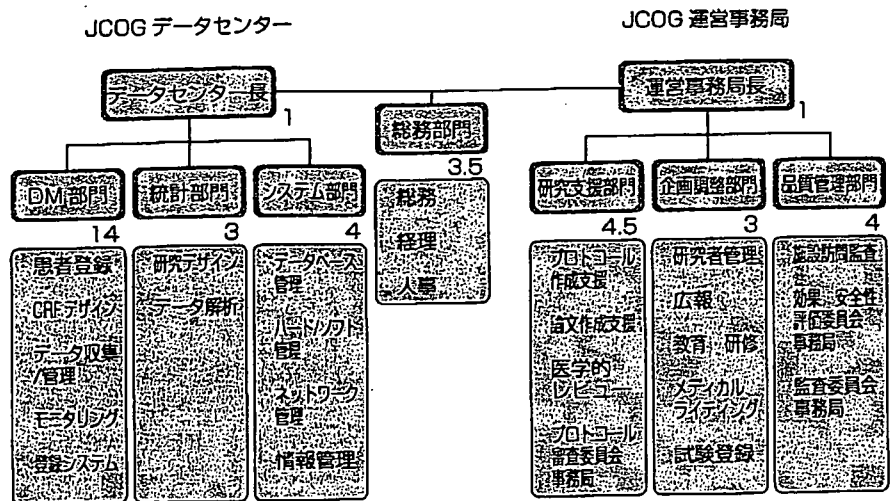 JCOG データセンター
JCOG 運営事務局
データセンター長
1
運営事務局長
1
総務部門
3.5
DM部門
14
統計部門
3
システム部門
4
研究支援部門
4.5
企画調整部門
3
品質管理部門
4
患者登録
CRFデザイン
データ収集
/管理
モニタリング
登録システム
研究デザイン
データ解析
データベース
管理
ハード/ソフト
管理
ネットワーク
管理
情報管理
総務
経理
人事
プロトコール
作成支援
論文作成支援
医学的
レビュー
プロトコール
審査委員会
事務局
研究者管理
広報
教育 研修
メディカル
ライティング
試験登録
施設訪問監査
効果、安全性
評価委員会
事務局
監査委員会
事務局